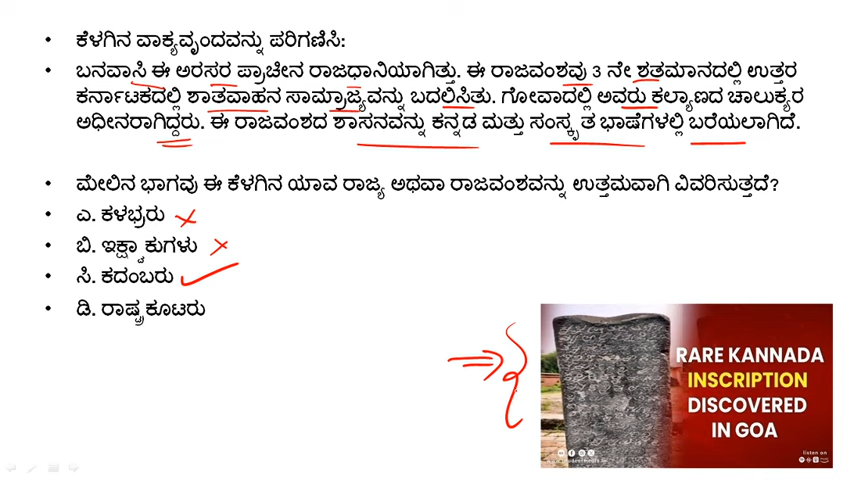 • ಕೆಳಗಿನ ವಾಕ್ಯವೃಂದವನ್ನು ಪರಿಗಣಿಸಿ:
• ಬನವಾಸಿ ಈ ಅರಸರ ಪ್ರಾಚೀನ ರಾಜಧಾನಿಯಾಗಿತ್ತು. ಈ ರಾಜವಂಶವು 3 ನೇ ಶತಮಾನದಲ್ಲಿ ಉತ್ತರ
ಕರ್ನಾಟಕದಲ್ಲಿ ಶಾತವಾಹನ ಸಾಮ್ರಾಜ್ಯವನ್ನು ಬದಲಿಸಿತು. ಗೋವಾದಲ್ಲಿ ಅವರು ಕಲ್ಯಾಣದ ಚಾಲುಕ್ಯರ
ಅಧೀನರಾಗಿದ್ದರು. ಈ ರಾಜವಂಶದ ಶಾಸನವನ್ನು ಕನ್ನಡ ಮತ್ತು ಸಂಸ್ಕೃತ ಭಾಷೆಗಳಲ್ಲಿ ಬರೆಯಲಾಗಿದೆ.
• ಮೇಲಿನ ಭಾಗವು ಈ ಕೆಳಗಿನ ಯಾವ ರಾಜ್ಯ ಅಥವಾ ರಾಜವಂಶವನ್ನು ಉತ್ತಮವಾಗಿ ವಿವರಿಸುತ್ತದೆ?
• ಎ. ಕಳಭ್ರರು
• ಬಿ. ಇಕ್ಷ್ವಾಕುಗಳು
• ಸಿ. ಕದಂಬರು
• ಡಿ. ರಾಷ್ಟ್ರಕೂಟರು
RARE KANNADA
INSCRIPTION
DISCOVERED
IN GOA
listen on